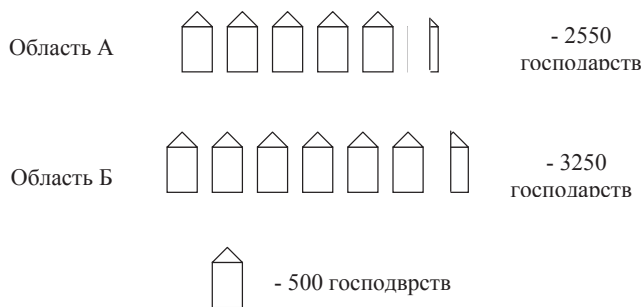 Область А
- 2550
господарств
Область Б
- 3250
господарств
- 500 господврств